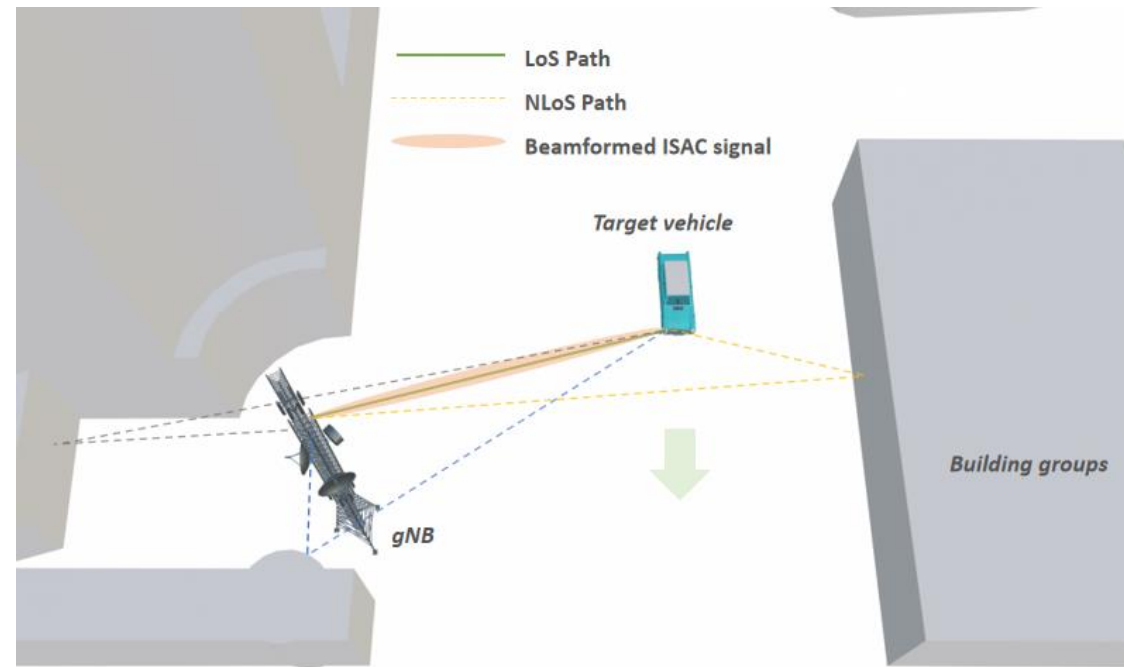 LoS Path
NLoS Path
Beamformed ISAC signal
Target vehicle
Building groups
gNB